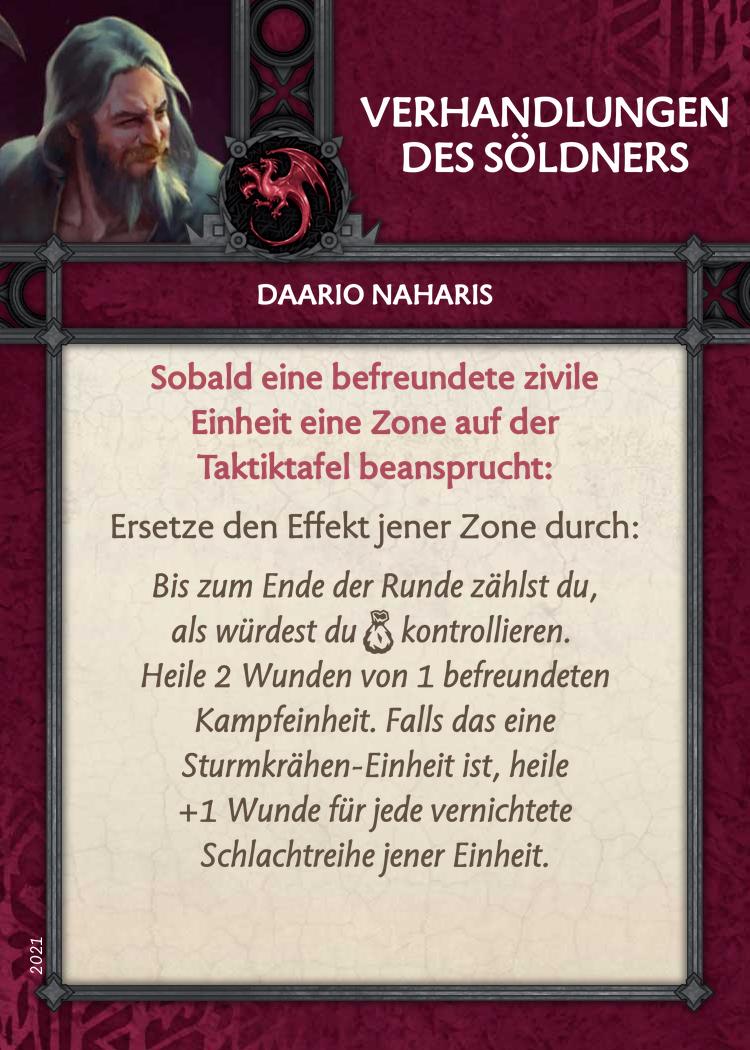 VERHANDLUNGEN
DES SÖLDNERS
DAARIO NAHARIS
Sobald eine befreundete zivile
Einheit eine Zone auf der
Taktiktafel beansprucht:
Ersetze den Effekt jener Zone durch:
Bis zum Ende der Runde zählst du,
als würdest du kontrollieren.
Heile 2 Wunden von 1 befreundeten
Kampfeinheit. Falls das eine
Sturmkrähen-Einheit ist, heile
+1 Wunde für jede vernichtete
Schlachtreihe jener Einheit.
2021